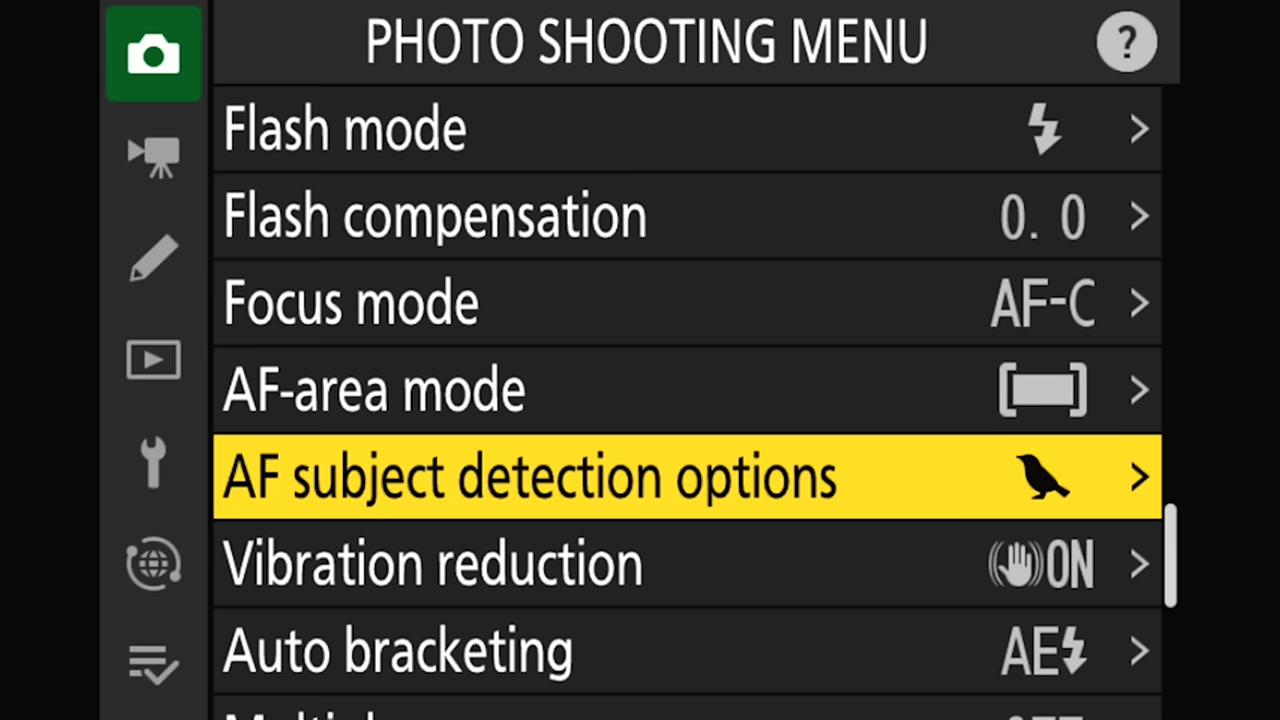 PHOTO SHOOTING MENU ?
Flash mode >
Flash compensation 0. 0 >
Focus mode AF-C >
AF-area mode >
AF subject detection options >
Vibration reduction ON >
Auto bracketing AE >